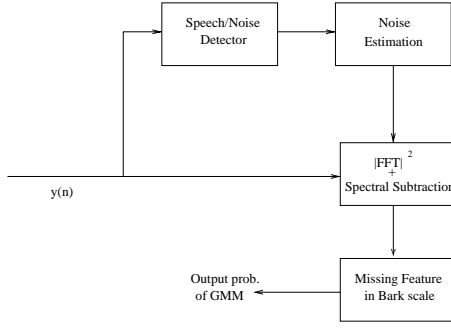 Speech/Noise
Detector
Noise
Estimation
|FFT| 2
+
Spectral Subtraction
y(n)
Output prob.
of GMM
Missing Feature
in Bark scale